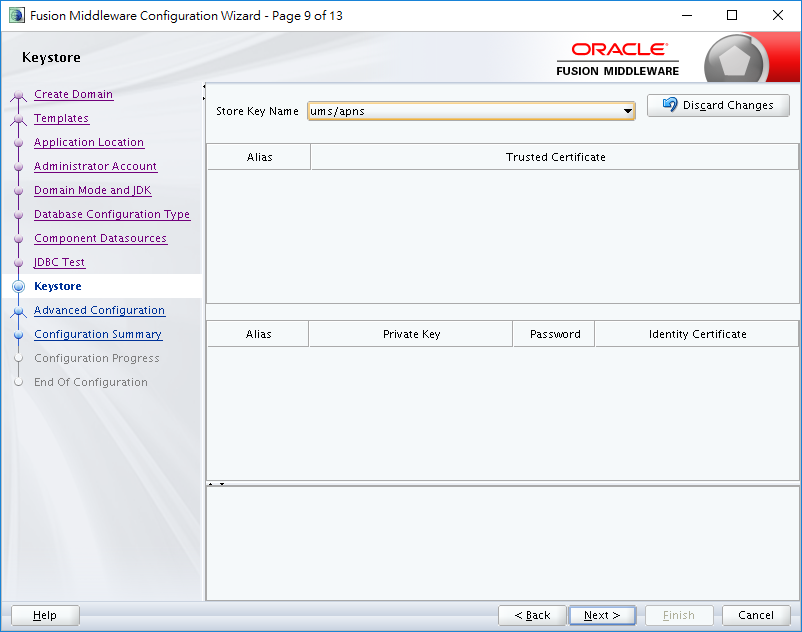 Fusion Middleware Configuration Wizard - Page 9 of 13
Keystore
ORACLE
FUSION MIDDLEWARE
Create Domain
Templates
Application Location
Administrator Account
Domain Mode and JDK
Database Configuration Type
Component Datasources
JDBC Test
Keystore
Advanced Configuration
Configuration Summary
Configuration Progress
End Of Configuration
Store Key Name ums/apns Discard Changes
Alias Trusted Certificate
Alias Private Key Password Identity Certificate
Help < Back Next > Finish Cancel